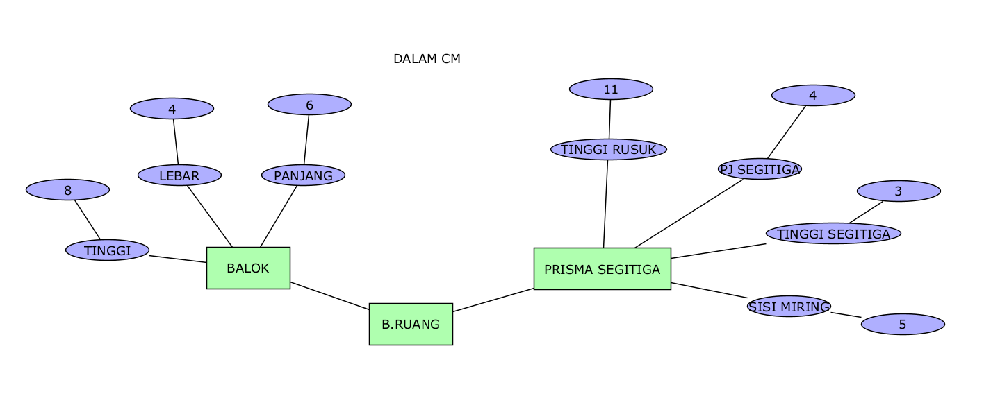 DALAM CM
11
4
4
6
TINGGI RUSUK
PJ SEGITIGA
LEBAR
PANJANG
8
3
TINGGI
TINGGI SEGITIGA
BALOK
PRISMA SEGITIGA
SISI MIRING
B.RUANG
5